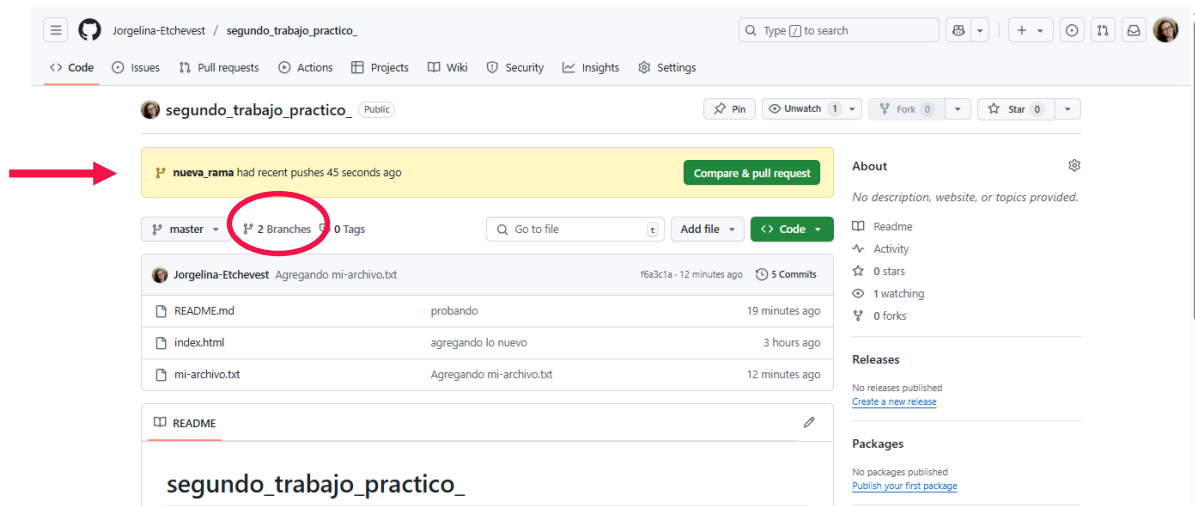 Jorgelina-Etchevest / segundo_trabajo_practico_ Type / to search
Code Issues Pull requests Actions Projects Wiki Security Insights Settings
segundo_trabajo_practico_ Public Pin Unwatch 1 Fork 0 Star 0
nueva_rama had recent pushes 45 seconds ago Compare & pull request
master 2 Branches 0 Tags Go to file t Add file Code
Jorgelina-Etchevest Agregando mi-archivo.txt f6a3c1a · 12 minutes ago 5 Commits
README.md probando 19 minutes ago
index.html agregando lo nuevo 3 hours ago
mi-archivo.txt Agregando mi-archivo.txt 12 minutes ago
README
segundo_trabajo_practico_
About
No description, website, or topics provided.
Readme
Activity
0 stars
1 watching
0 forks
Releases
No releases published
Create a new release
Packages
No packages published
Publish your first package